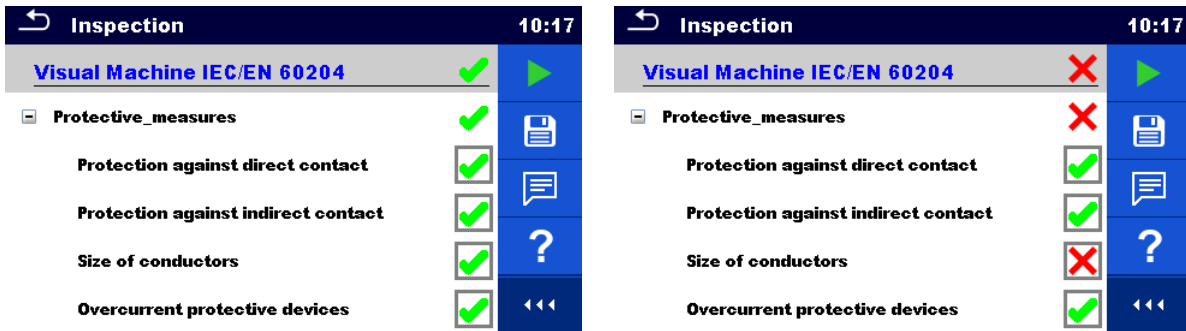 Inspection 10:17
Visual Machine IEC/EN 60204
Protective_measures
Protection against direct contact
Protection against indirect contact
?
Size of conductors
Overcurrent protective devices
Inspection 10:17
Visual Machine IEC/EN 60204
Protective_measures
Protection against direct contact
Protection against indirect contact
?
Size of conductors
Overcurrent protective devices